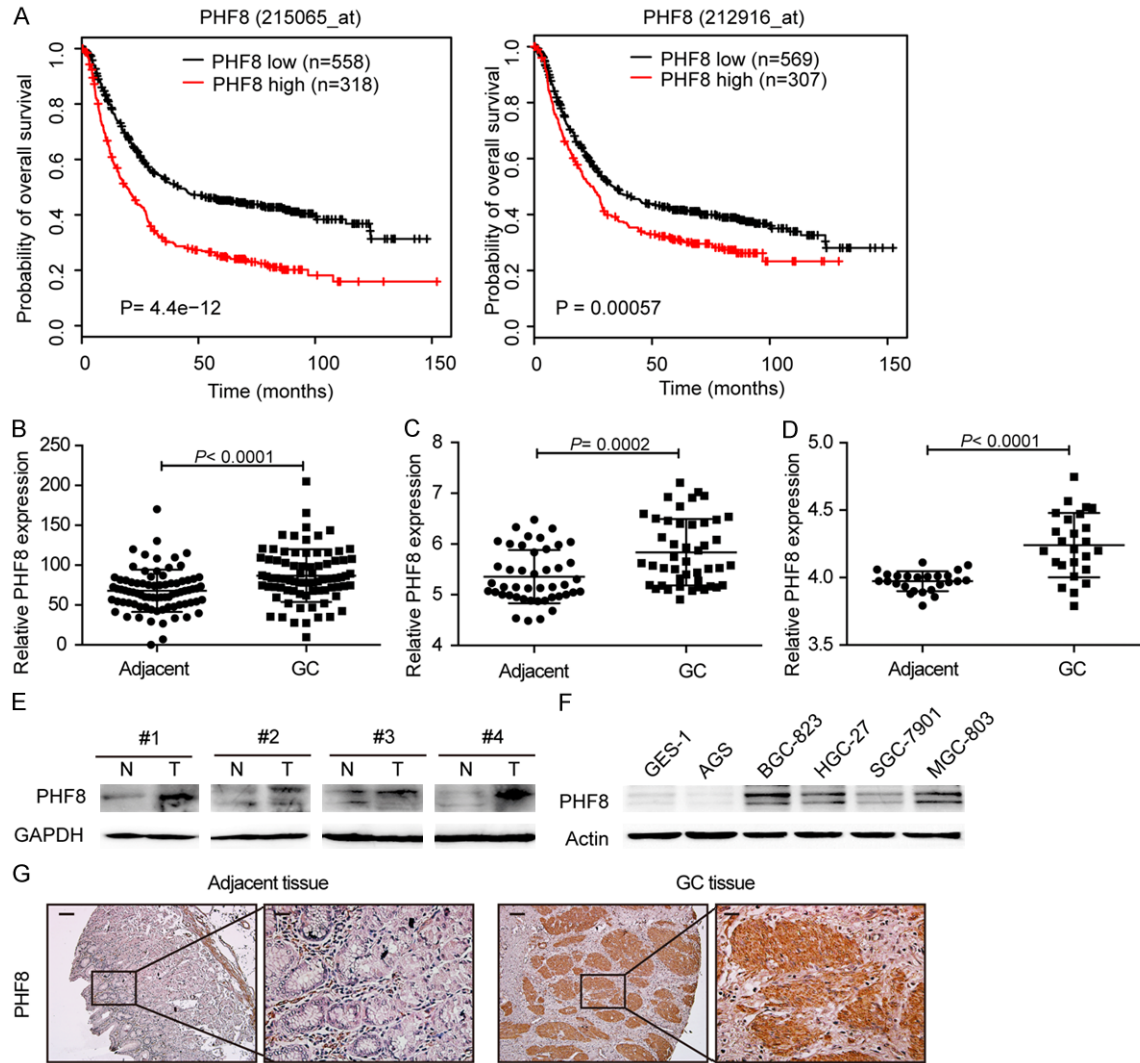 A
PHF8 (215065_at)
PHF8 low (n=558)
PHF8 high (n=318)
Probability of overall survival
0.0 0.2 0.4 0.6 0.8 1.0
P= 4.4e−12
0 50 100 150
Time (months)
PHF8 (212916_at)
PHF8 low (n=569)
PHF8 high (n=307)
Probability of overall survival
0.0 0.2 0.4 0.6 0.8 1.0
P = 0.00057
0 50 100 150
Time (months)
B
Relative PHF8 expression
250
200
150
100
50
0
P< 0.0001
Adjacent GC
C
Relative PHF8 expression
8
7
6
5
4
P= 0.0002
Adjacent GC
D
Relative PHF8 expression
5.0
4.5
4.0
3.5
P< 0.0001
Adjacent GC
E
#1 #2 #3 #4
N T N T N T N T
PHF8
GAPDH
F
GES-1 AGS BGC-823 HGC-27 SGC-7901 MGC-803
PHF8
Actin
G
Adjacent tissue GC tissue
PHF8